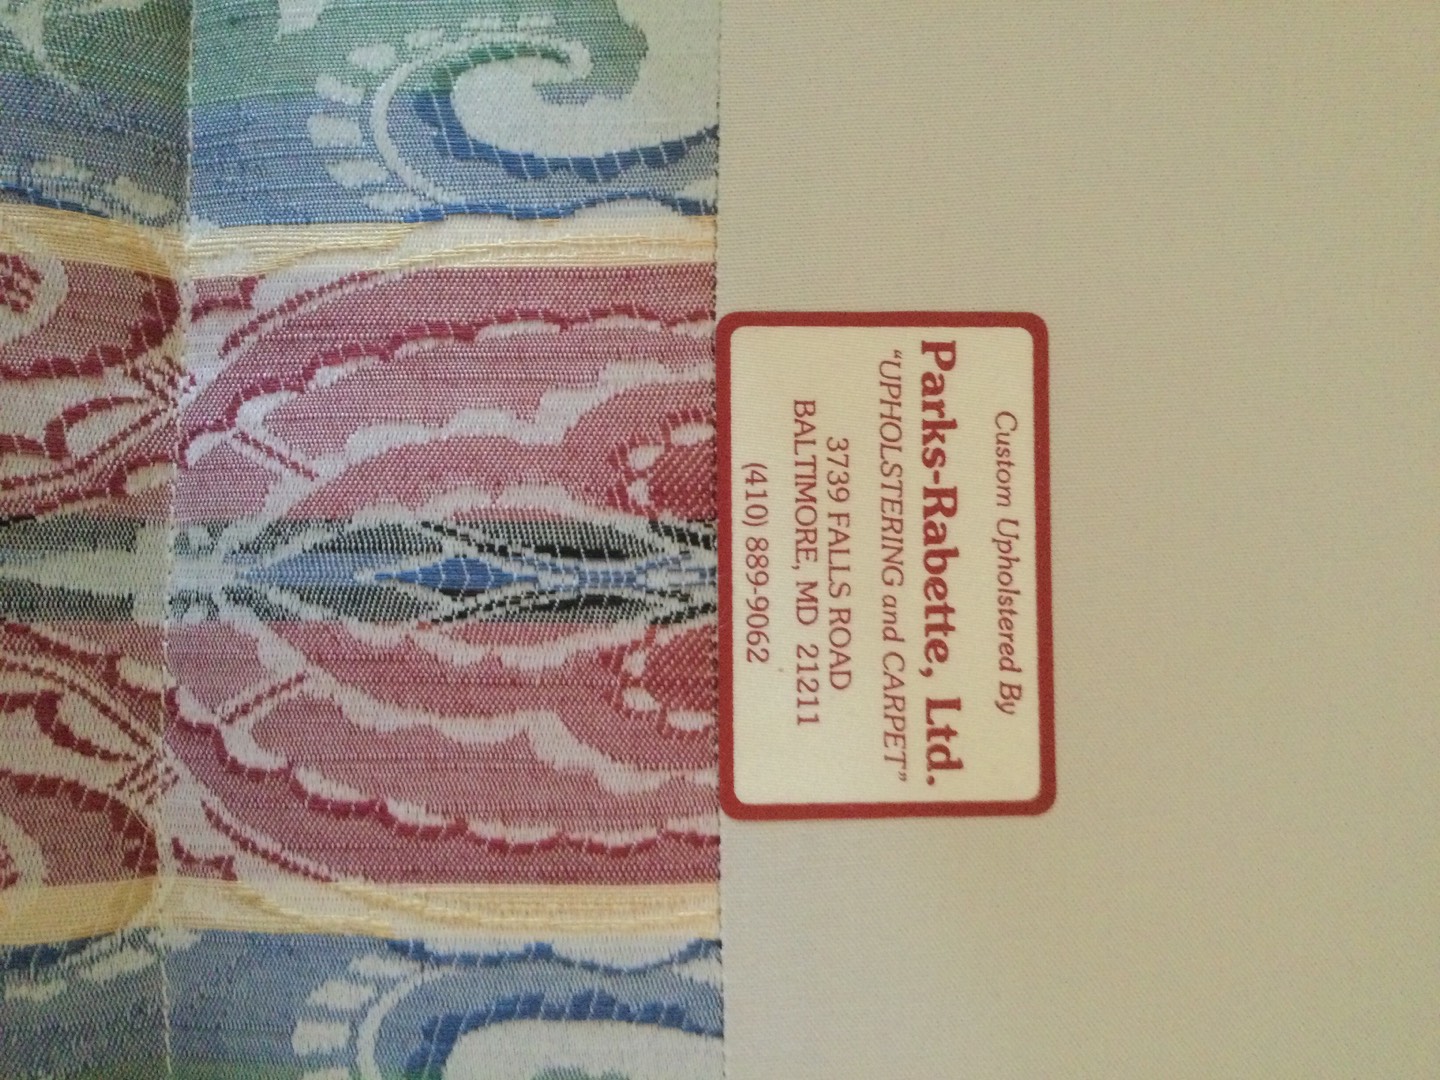 Custom Upholstered By
Parks-Rabette, Ltd.
"UPHOLSTERING and CARPET"
3739 FALLS ROAD
BALTIMORE, MD 21211
(410) 889-9062